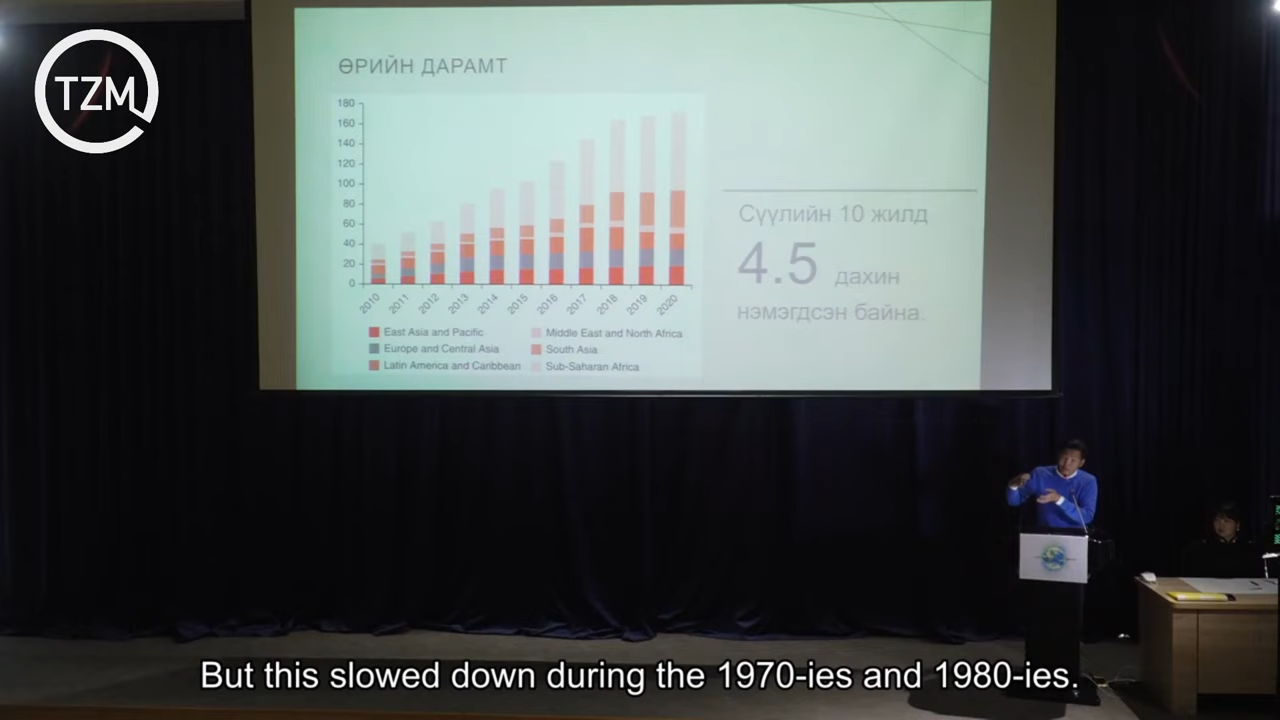 TZM
ӨРИЙН ДАРАМТ
180
160
140
120
100
80
60
40
20
0
2010
2011
2012
2013
2014
2015
2016
2017
2018
2019
2020
East Asia and Pacific
Europe and Central Asia
Latin America and Caribbean
Middle East and North Africa
South Asia
Sub-Saharan Africa
Сүүлийн 10 жилд
4.5 дахин
нэмэгдсэн байна.
But this slowed down during the 1970-ies and 1980-ies.